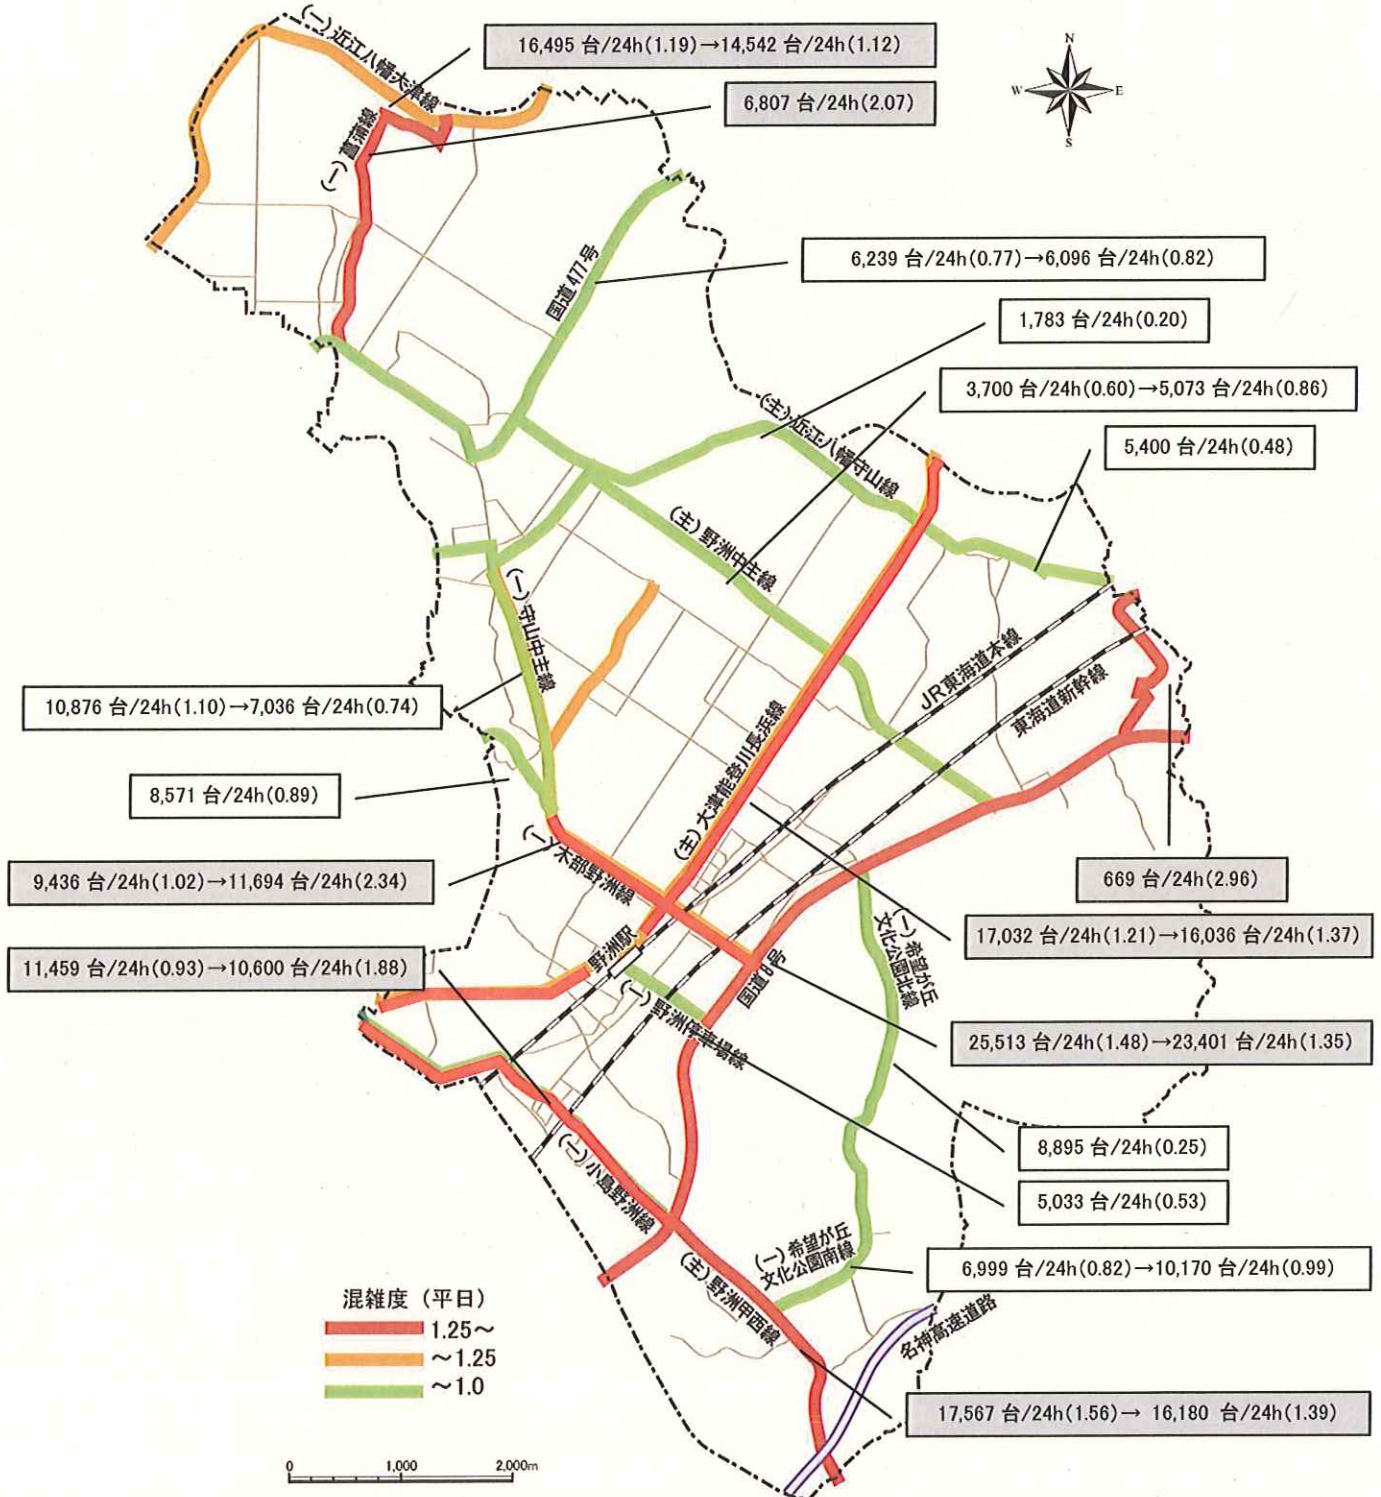 (一)近江八幡大津線
16,495 台/24h(1.19)→14,542 台/24h(1.12)
N
W
E
S
6,807 台/24h(2.07)
(一)菖蒲線
国道477号
6,239 台/24h(0.77)→6,096 台/24h(0.82)
1,783 台/24h(0.20)
3,700 台/24h(0.60)→5,073 台/24h(0.86)
(主)近江八幡守山線
5,400 台/24h(0.48)
(主)野洲中主線
(一)守山中主線
JR東海道本線
東海道新幹線
10,876 台/24h(1.10)→7,036 台/24h(0.74)
(主)大津能登川長浜線
8,571 台/24h(0.89)
(一)木部野洲線
9,436 台/24h(1.02)→11,694 台/24h(2.34)
669 台/24h(2.96)
(一)希望が丘
文化公園北線
17,032 台/24h(1.21)→16,036 台/24h(1.37)
野洲駅
11,459 台/24h(0.93)→10,600 台/24h(1.88)
国道8号
(一)野洲停車場線
25,513 台/24h(1.48)→23,401 台/24h(1.35)
8,895 台/24h(0.25)
(一)小島野洲線
5,033 台/24h(0.53)
(一)希望が丘
文化公園南線
6,999 台/24h(0.82)→10,170 台/24h(0.99)
(主)野洲甲西線
名神高速道路
混雑度(平日)
1.25~
~1.25
~1.0
17,567 台/24h(1.56)→ 16,180 台/24h(1.39)
0
1,000
2,000m